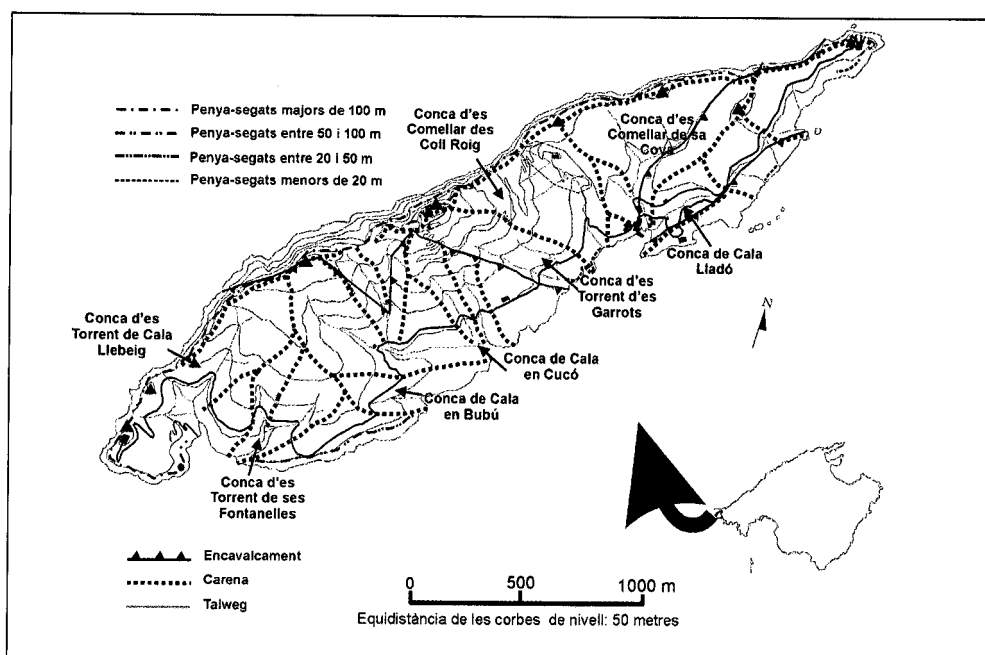 Penya-segats majors de 100 m
Penya-segats entre 50 i 100 m
Penya-segats entre 20 i 50 m
Penya-segats menors de 20 m
Conca d'es
Comellar des
Coll Roig
Conca d'es
Comellar de sa
Cova
Conca de Cala
Lladó
Conca d'es
Torrent d'es
Garrots
N
Conca d'es
Torrent de Cala
Llebeig
Conca de Cala
en Cucó
Conca de Cala
en Bubú
Conca d'es
Torrent de ses
Fontanelles
Encavalcament
Carena
Talweg
0 500 1000 m
Equidistància de les corbes de nivell: 50 metres